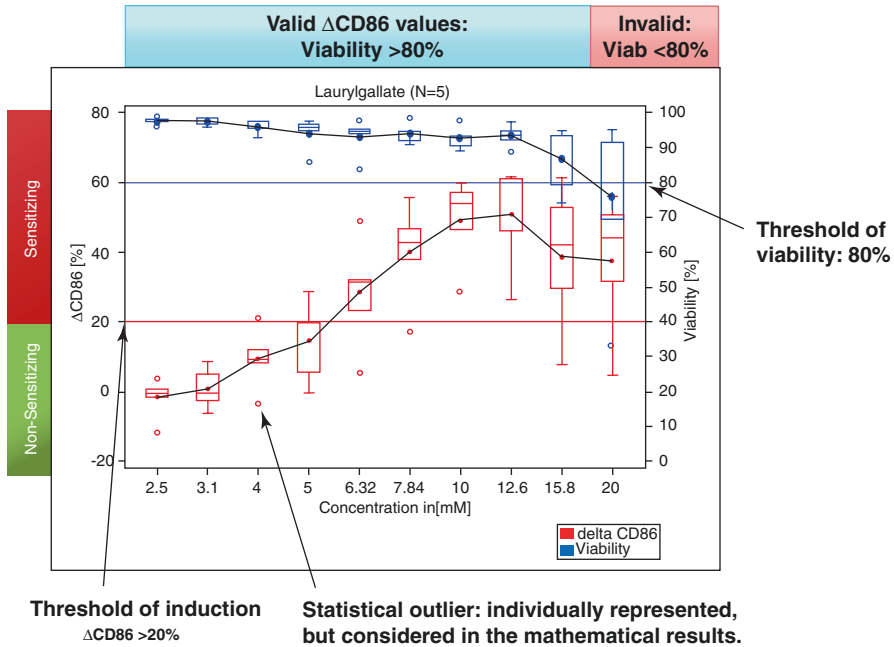 Valid ΔCD86 values:
Viability >80%
Invalid:
Viab <80%
Laurylgallate (N=5)
Sensitizing
Non-Sensitizing
ΔCD86 [%]
80
60
40
20
0
-20
100
90
80
70
60
50
40
30
20
10
0
Viability [%]
Threshold of
viability: 80%
2.5 3.1 4 5 6.32 7.84 10 12.6 15.8 20
Concentration in[mM]
delta CD86
Viability
Threshold of induction
ΔCD86 >20%
Statistical outlier: individually represented,
but considered in the mathematical results.